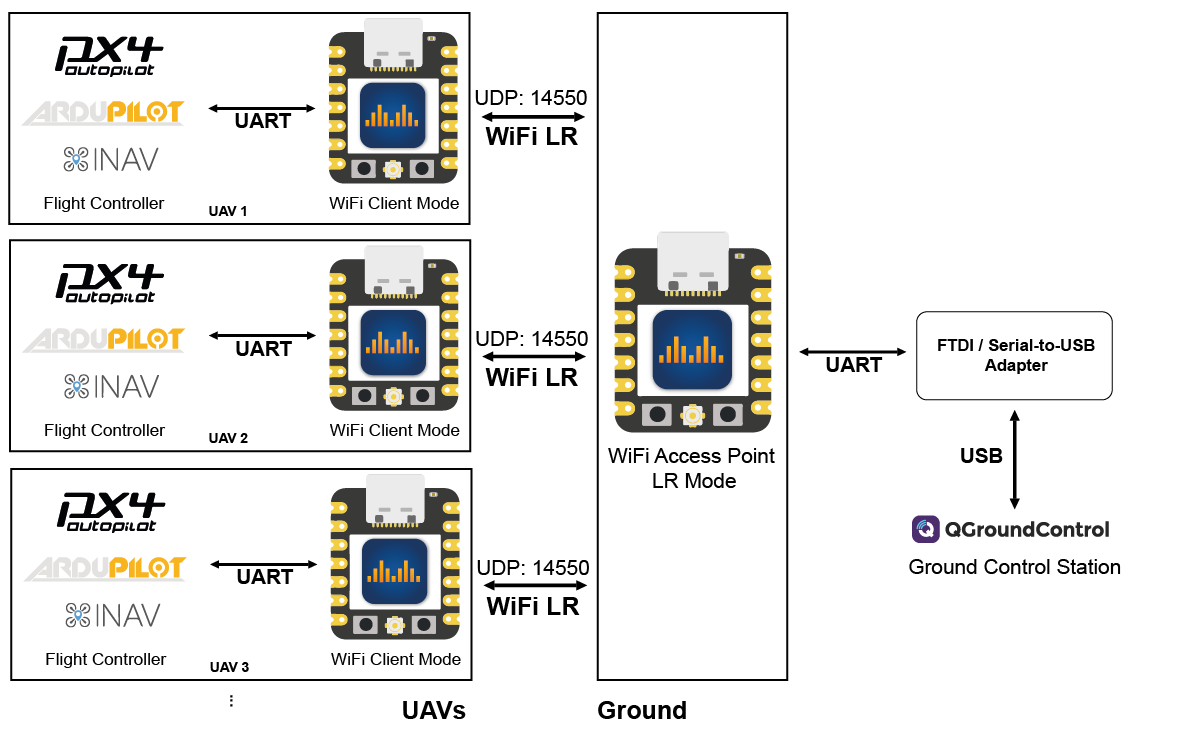 PX4
autopilot
ARDUPILOT
INAV
Flight Controller
UART
UAV 1
WiFi Client Mode
UDP: 14550
WiFi LR
PX4
autopilot
ARDUPILOT
INAV
Flight Controller
UART
UAV 2
WiFi Client Mode
UDP: 14550
WiFi LR
PX4
autopilot
ARDUPILOT
INAV
Flight Controller
UART
UAV 3
WiFi Client Mode
UDP: 14550
WiFi LR
UAVs
Ground
WiFi Access Point
LR Mode
UART
FTDI / Serial-to-USB
Adapter
USB
QGroundControl
Ground Control Station